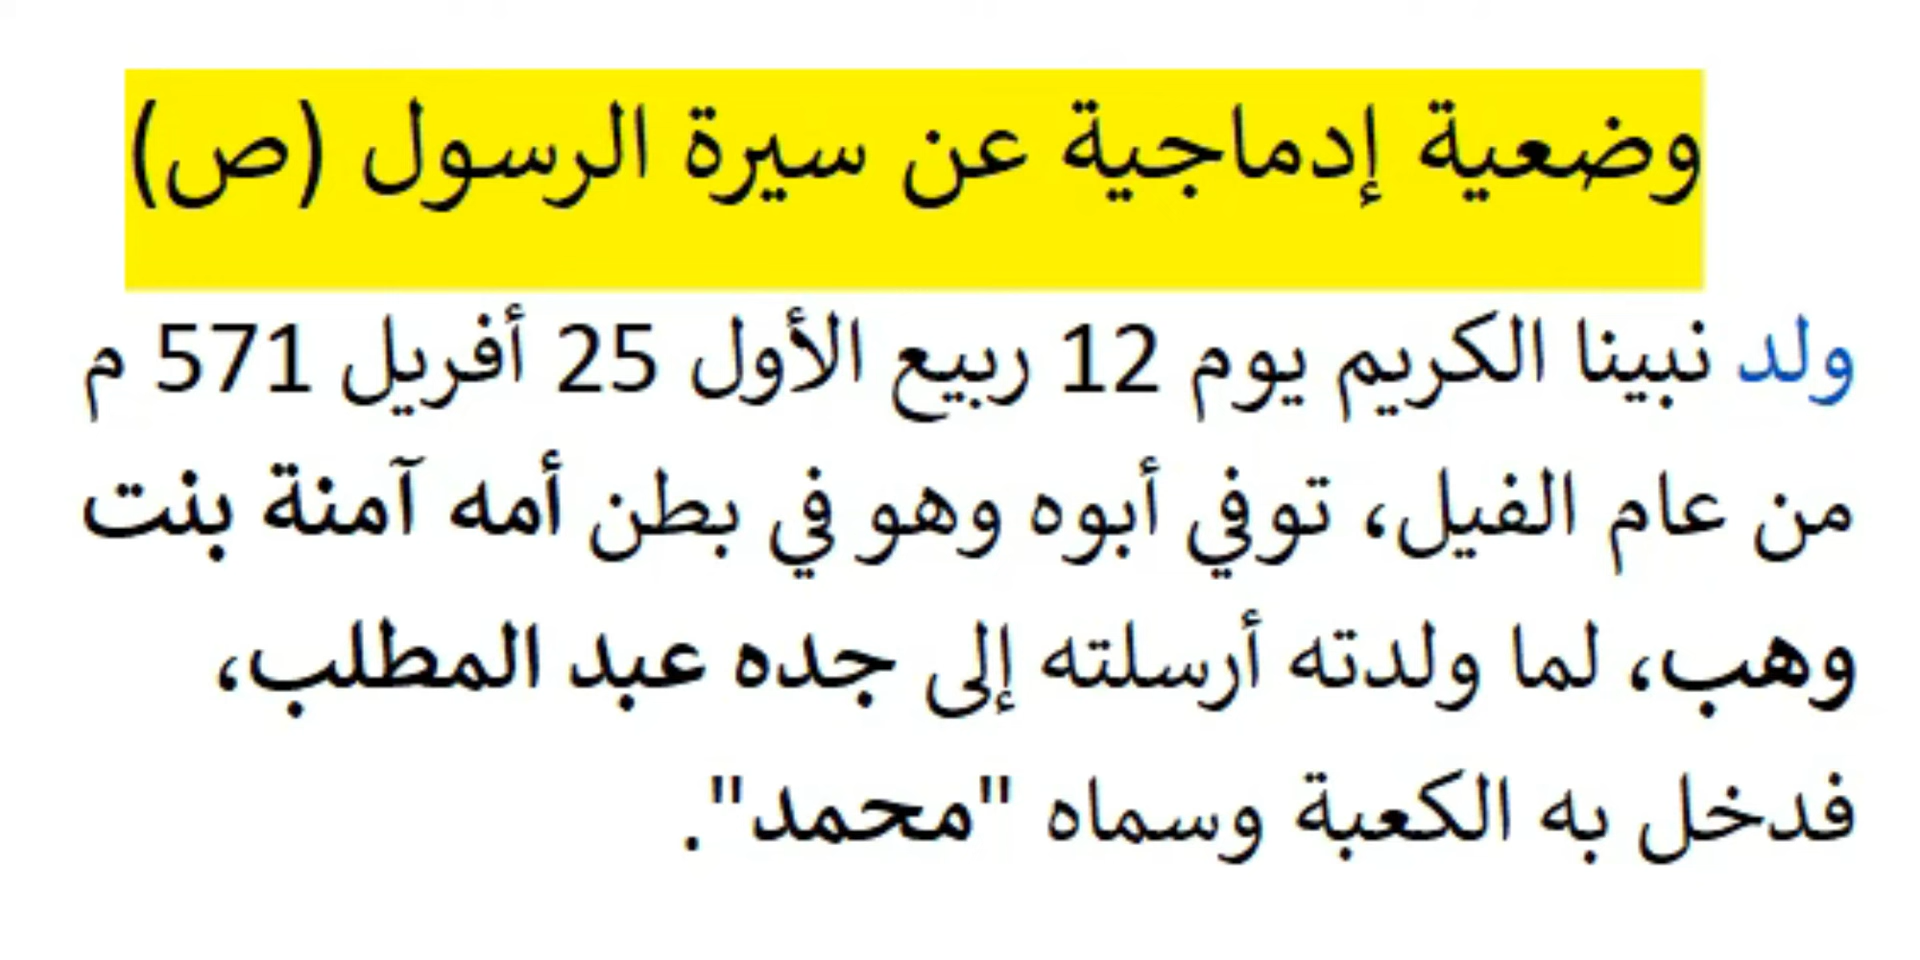 وضعية إدماجية عن سيرة الرسول (ص)
ولد نبينا الكريم يوم 12 ربيع الأول 25 أفريل 571 م
من عام الفيل، توفي أبوه وهو في بطن أمه آمنة بنت
وهب، لما ولدته أرسلته إلى جده عبد المطلب،
فدخل به الكعبة وسماه "محمد".